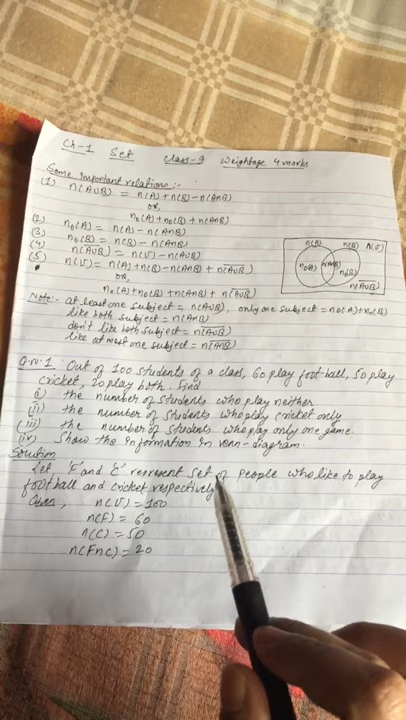 Ch-1 Set Class-9 Weightage 4 marks
Some important relations:-
(1) n(A∪B) = n(A) + n(B) - n(A∩B)
or,
n₀(A) + n₀(B) + n(A∩B)
(2) n₀(A) = n(A) - n(A∩B)
(3) n₀(B) = n(B) - n(A∩B)
(4) n(A∪B) = n(U) - n(A∪B)
(5) n(U) = n(A) + n(B) - n(A∩B) + n(A∪B)
or,
n₀(A) + n₀(B) + n(A∩B) + n(A∪B)
n(A) n(B) n(U)
n₀(A) n(A∩B) n₀(B)
n(A∪B)
Note:- at least one subject = n(A∪B), only one subject = n₀(A) + n₀(B)
like both subject = n(A∩B)
don't like both subject = n(A∪B)
like at most one subject = n(A∩B)
Q.N.1. Out of 100 students of a class, 60 play foot-ball, 50 play
cricket, 20 play both. find
(i) the number of students who play neither
(ii) the number of students who play cricket only
(iii) the number of students who play only one game.
(iv) Show the information in venn-diagram.
Solution
Let, 'F' and 'C' represent set of people who like to play
football and cricket respectively
Given, n(U) = 100
n(F) = 60
n(C) = 50
n(F∩C) = 20